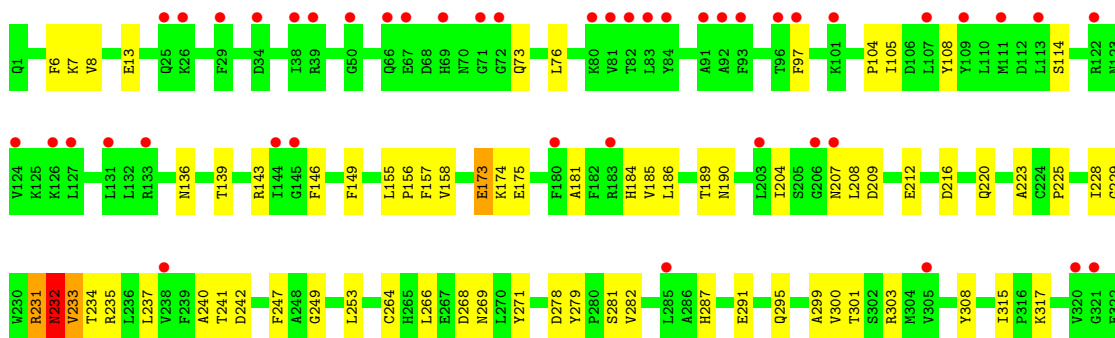 Q1 F6 K7 V8 E13 Q25 K26 F29 D34 I38 R39 G50 Q66 E67 D68 H69 N70 G71 G72 Q73 L76 K80 V81 T82 L83 Y84 A91 A92 F93 T96 F97 K101 P104 I105 D106 L107 Y108 Y109 L110 M111 D112 L113 S114 R122 N123
V124 K125 K126 L127 L131 L132 R133 N136 T139 R143 I144 G145 F146 F149 L155 P156 F157 V158 E173 K174 E175 F180 A181 F182 R183 H184 V185 L186 T189 N190 L203 I204 S205 G206 N207 L208 D209 E212 D216 Q220 A223 C224 P225 I228 G229
W230 R231 N232 V233 T234 R235 L236 L237 V238 F239 A240 T241 D242 F247 A248 G249 L253 C264 H265 L266 E267 D268 N269 L270 Y271 D278 Y279 P280 S281 V282 L285 A286 H287 E291 Q295 A299 V300 T301 S302 R303 M304 V305 Y308 I315 P316 K317 V320 G321